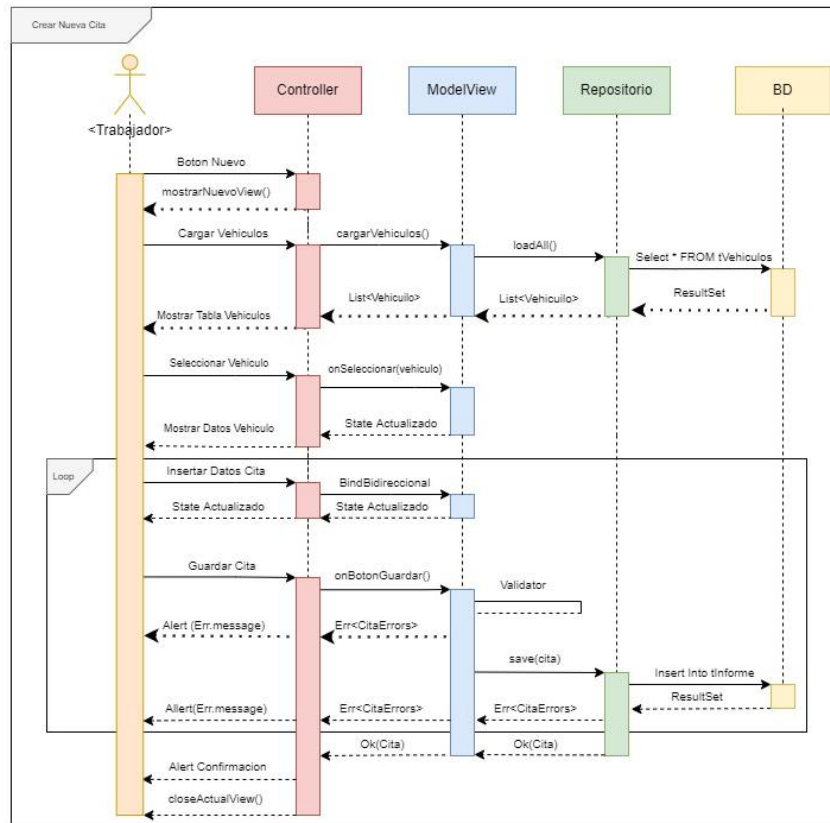 Crear Nueva Cita
Controller
ModelView
Repositorio
BD
<Trabajador>
Boton Nuevo
mostrarNuevoView()
Cargar Vehiculos
cargarVehiculos()
loadAll()
Select * FROM tVehiculos
ResultSet
List<Vehicuilo>
List<Vehicuilo>
Mostrar Tabla Vehiculos
Seleccionar Vehiculo
onSeleccionar(vehiculo)
State Actualizado
Mostrar Datos Vehiculo
Loop
Insertar Datos Cita
BindBidireccional
State Actualizado
State Actualizado
Guardar Cita
onBotonGuardar()
Validator
Alert (Err.message)
Err<CitaErrors>
save(cita)
Insert Into tInforme
ResultSet
Allert(Err.message)
Err<CitaErrors>
Err<CitaErrors>
Ok(Cita)
Ok(Cita)
Alert Confirmacion
closeActualView()